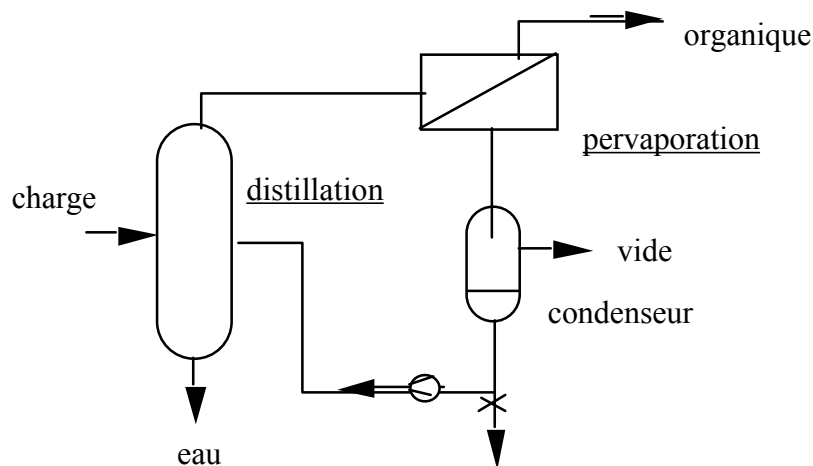 organique
pervaporation
distillation
charge
vide
condenseur
eau